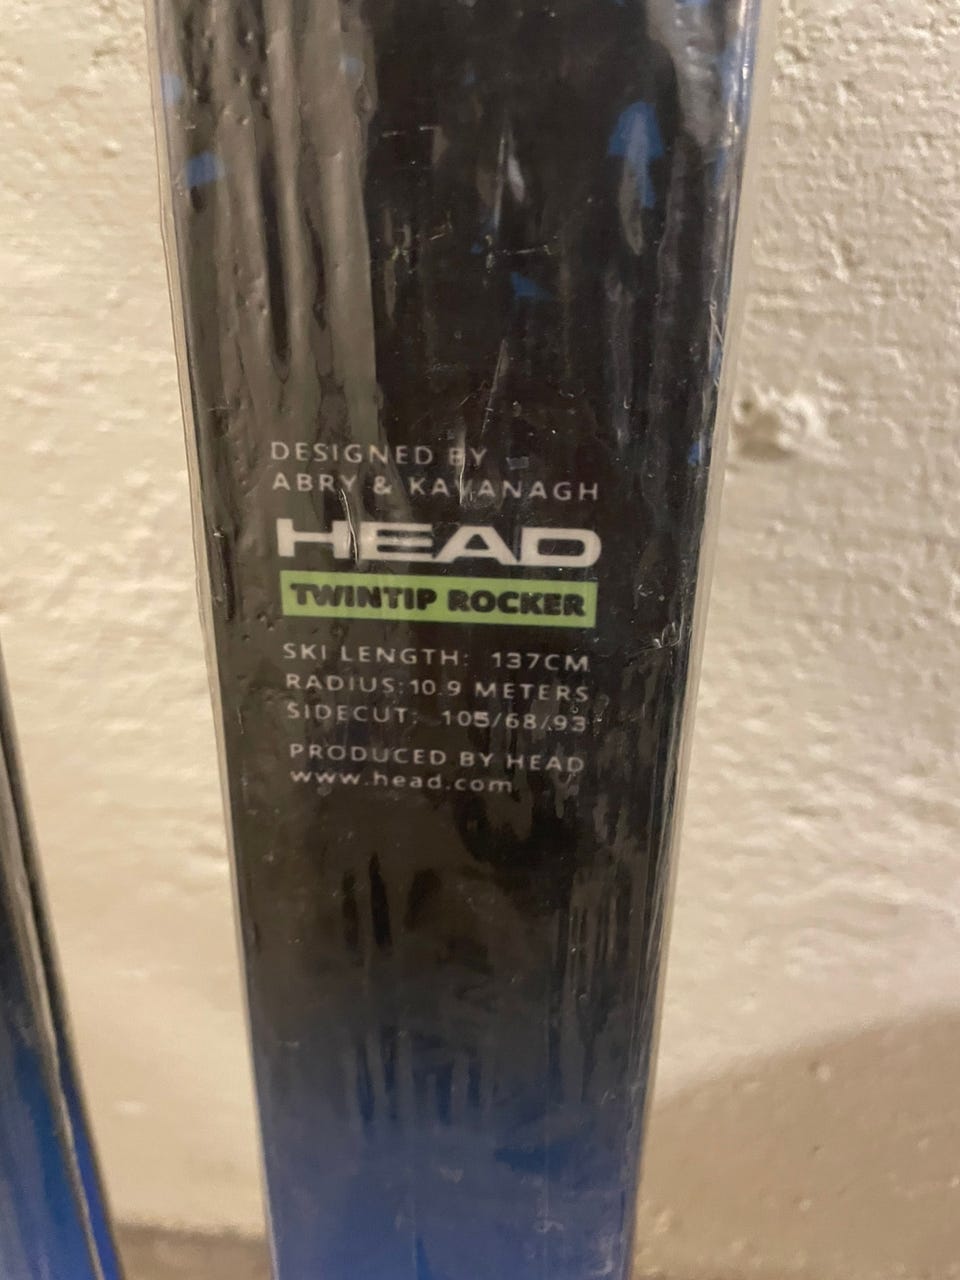 DESIGNED BY
ABRY & KAVANAGH
HEAD
TWINTIP ROCKER
SKI LENGTH: 137CM
RADIUS:10.9 METERS
SIDECUT: 105/68/93
PRODUCED BY HEAD
www.head.com